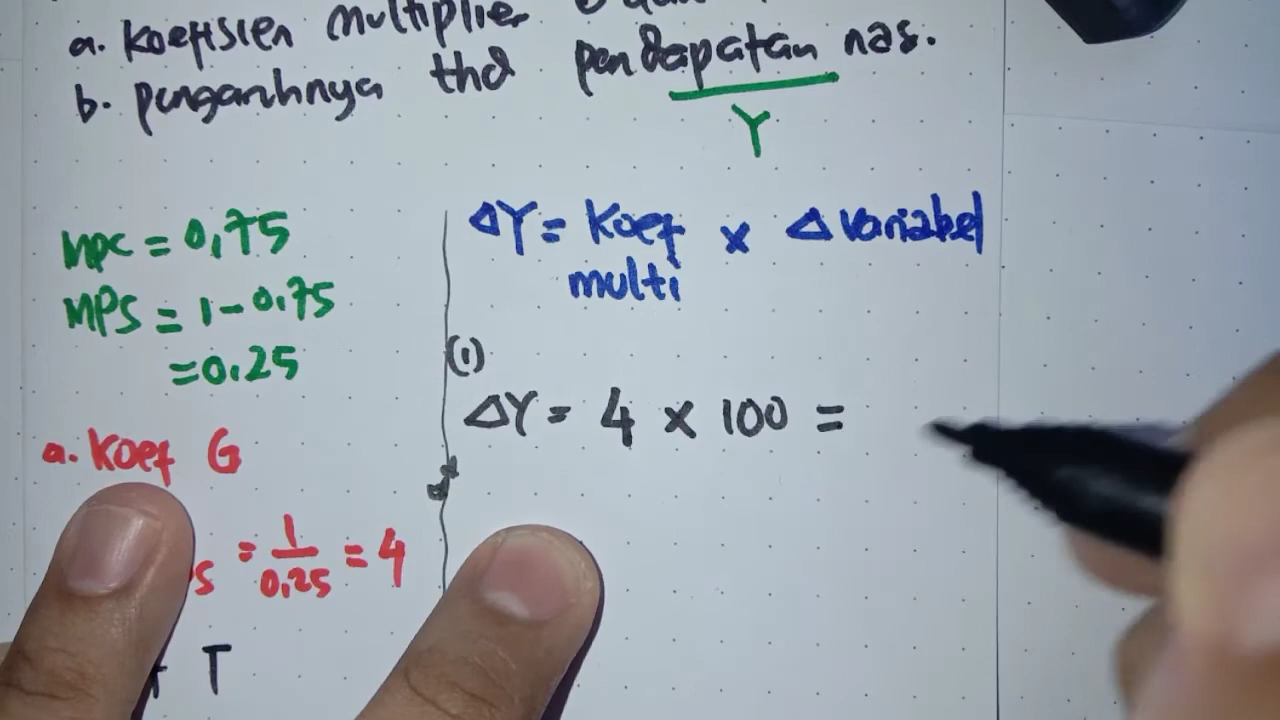 a. Koefisien multiplier
b. pengaruhnya thd pendapatan nas.
Y
MPC = 0,75
MPS = 1 - 0.75
= 0.25
a. Koef G
= 1/0.25 = 4
T
ΔY = Koef multi × Δ variabel
(1)
ΔY = 4 × 100 =